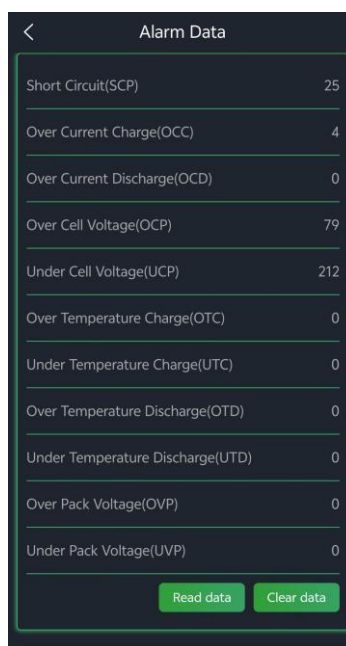 Alarm Data
Short Circuit(SCP) 25
Over Current Charge(OCC) 4
Over Current Discharge(OCD) 0
Over Cell Voltage(OCP) 79
Under Cell Voltage(UCP) 212
Over Temperature Charge(OTC) 0
Under Temperature Charge(UTC) 0
Over Temperature Discharge(OTD) 0
Under Temperature Discharge(UTD) 0
Over Pack Voltage(OVP) 0
Under Pack Voltage(UVP) 0
Read data Clear data